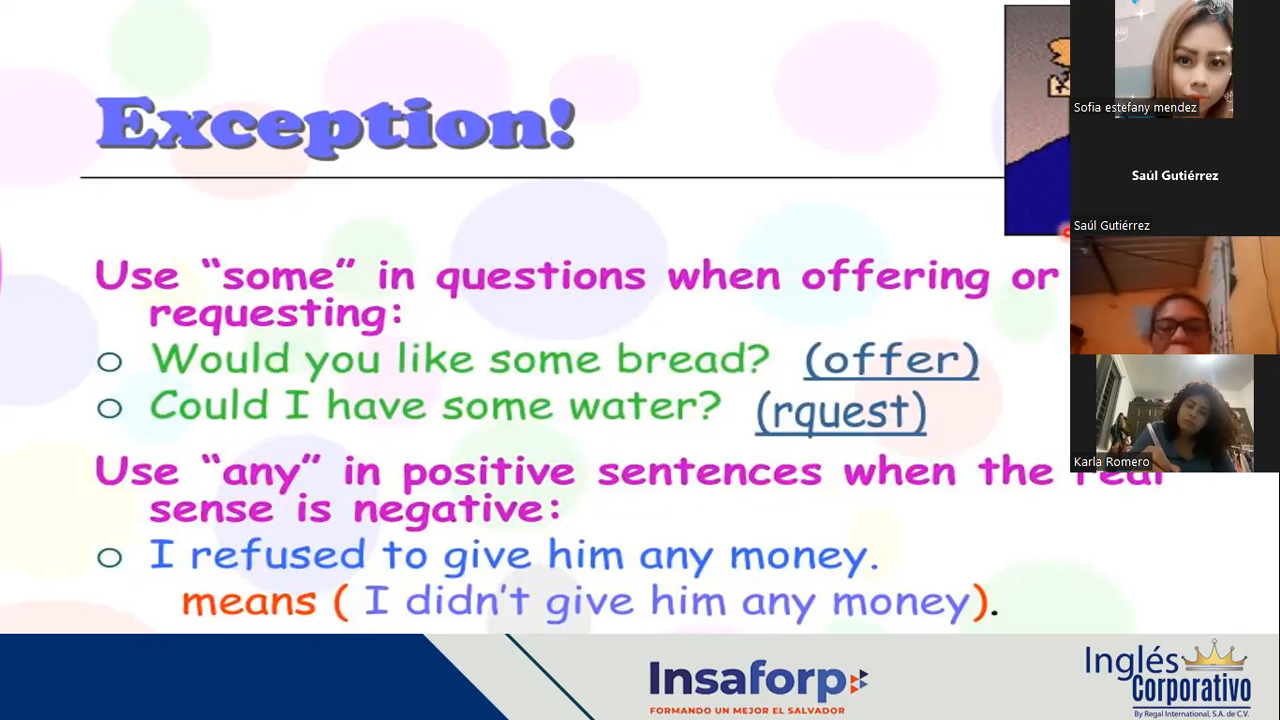 Exception!
Use “some” in questions when offering or
requesting:
Would you like some bread? (offer)
Could I have some water? (rquest)
Use “any” in positive sentences when the real
sense is negative:
I refused to give him any money.
means ( I didn't give him any money).
Sofia estefany mendez
Saúl Gutiérrez
Saúl Gutiérrez
Karla Romero
Insaforp
FORMANDO UN MEJOR EL SALVADOR
Inglés
Corporativo
By Regal International, S.A. de C.V.